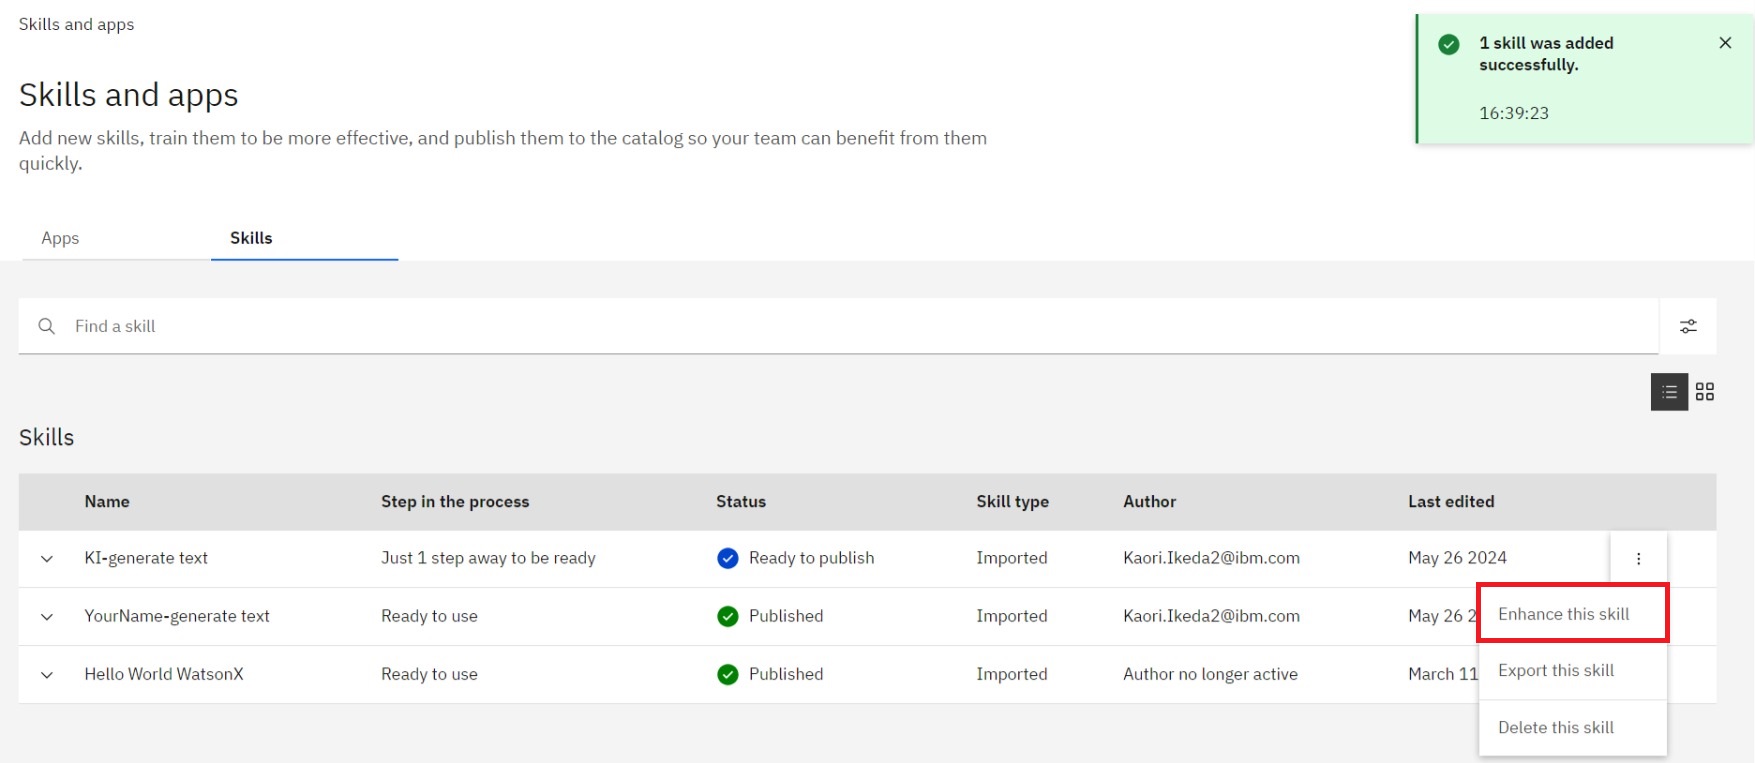 Skills and apps
1 skill was added
successfully.
16:39:23
Skills and apps
Add new skills, train them to be more effective, and publish them to the catalog so your team can benefit from them
quickly.
Apps Skills
Find a skill
Skills
Name Step in the process Status Skill type Author Last edited
KI-generate text Just 1 step away to be ready Ready to publish Imported Kaori.Ikeda2@ibm.com May 26 2024
YourName-generate text Ready to use Published Imported Kaori.Ikeda2@ibm.com May 26 2
Enhance this skill
Hello World WatsonX Ready to use Published Imported Author no longer active March 11
Export this skill
Delete this skill